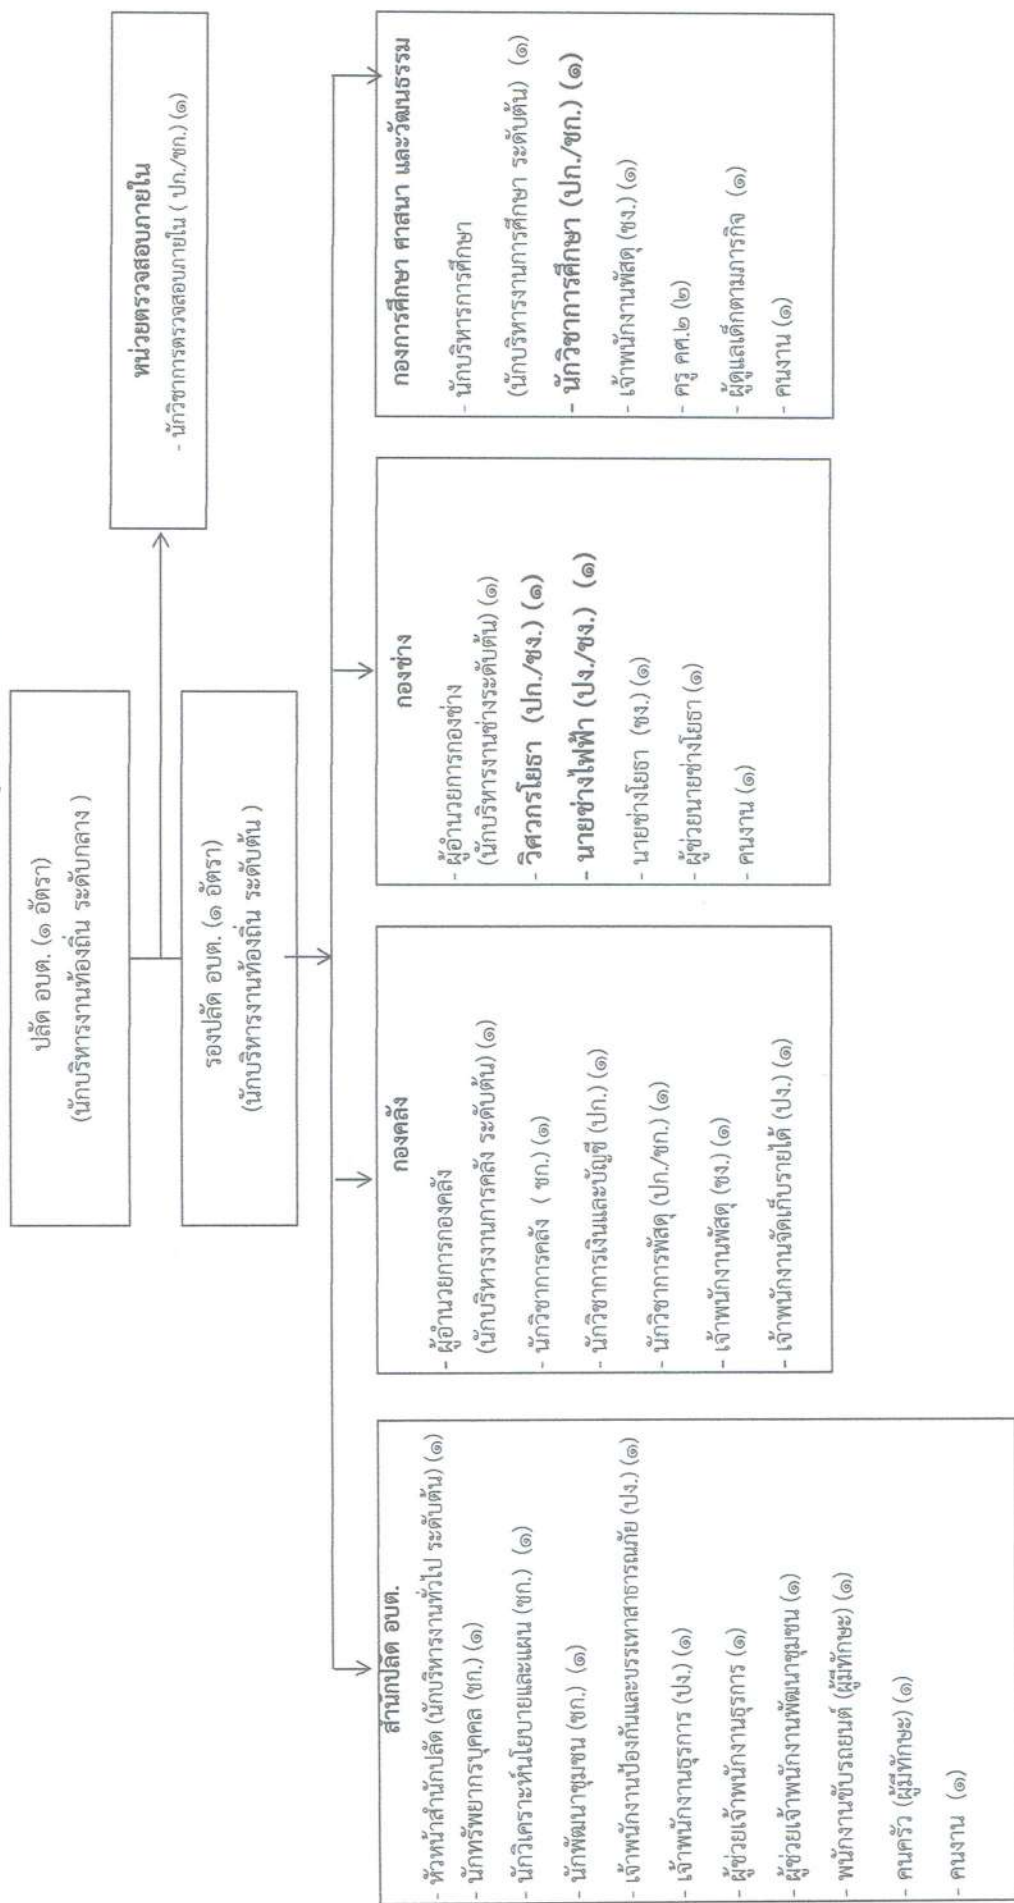 ปลัด อบต. (๑ อัตรา)
(นักบริหารงานท้องถิ่น ระดับกลาง )
หน่วยตรวจสอบภายใน
- นักวิชาการตรวจสอบภายใน ( ปก./ชก.) (๑)
รองปลัด อบต. (๑ อัตรา)
(นักบริหารงานท้องถิ่น ระดับต้น )
สำนักปลัด อบต.
- หัวหน้าสำนักปลัด (นักบริหารงานทั่วไป ระดับต้น) (๑)
- นักทรัพยากรบุคคล (ชก.) (๑)
- นักวิเคราะห์นโยบายและแผน (ชก.) (๑)
- นักพัฒนาชุมชน (ชก.) (๑)
- เจ้าพนักงานป้องกันและบรรเทาสาธารณภัย (ปง.) (๑)
- เจ้าพนักงานธุรการ (ปง.) (๑)
- ผู้ช่วยเจ้าพนักงานธุรการ (๑)
- ผู้ช่วยเจ้าพนักงานพัฒนาชุมชน (๑)
- พนักงานขับรถยนต์ (ผู้มีทักษะ) (๑)
- คนครัว (ผู้มีทักษะ) (๑)
- คนงาน (๑)
กองคลัง
- ผู้อำนวยการกองคลัง
(นักบริหารงานการคลัง ระดับต้น) (๑)
- นักวิชาการคลัง ( ชก.) (๑)
- นักวิชาการเงินและบัญชี (ปก.) (๑)
- นักวิชาการพัสดุ (ปก./ชก.) (๑)
- เจ้าพนักงานพัสดุ (ชง.) (๑)
- เจ้าพนักงานจัดเก็บรายได้ (ปง.) (๑)
กองช่าง
- ผู้อำนวยการกองช่าง
(นักบริหารงานช่างระดับต้น) (๑)
- วิศวกรโยธา (ปก./ชง.) (๑)
- นายช่างไฟฟ้า (ปง./ชง.) (๑)
- นายช่างโยธา (ชง.) (๑)
- ผู้ช่วยนายช่างโยธา (๑)
- คนงาน (๑)
กองการศึกษา ศาสนา และวัฒนธรรม
- นักบริหารการศึกษา
(นักบริหารงานการศึกษา ระดับต้น) (๑)
- นักวิชาการศึกษา (ปก./ชก.) (๑)
- เจ้าพนักงานพัสดุ (ชง.) (๑)
- ครู คศ.๒ (๒)
- ผู้ดูแลเด็กตามภารกิจ (๑)
- คนงาน (๑)